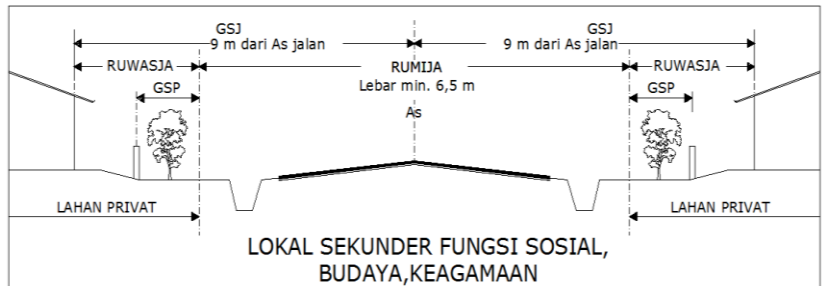 GSJ
9 m dari As jalan
GSJ
9 m dari As jalan
RUWASJA
RUMIJA
RUWASJA
GSP
Lebar min. 6,5 m
GSP
As
LAHAN PRIVAT
LAHAN PRIVAT
LOKAL SEKUNDER FUNGSI SOSIAL,
BUDAYA,KEAGAMAAN